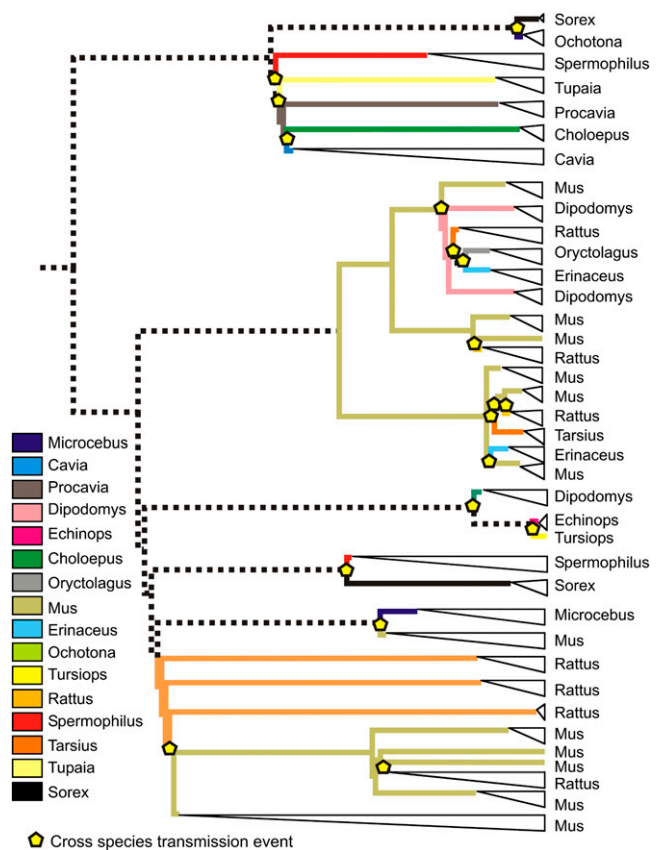 Sorex
Ochotona
Spermophilus
Tupaia
Procavia
Choloepus
Cavia
Mus
Dipodomys
Rattus
Oryctolagus
Erinaceus
Dipodomys
Mus
Mus
Rattus
Mus
Mus
Rattus
Tarsius
Erinaceus
Mus
Dipodomys
Echinops
Tursiops
Spermophilus
Sorex
Microcebus
Mus
Rattus
Rattus
Rattus
Mus
Mus
Mus
Rattus
Mus
Mus
Microcebus
Cavia
Procavia
Dipodomys
Echinops
Choloepus
Oryctolagus
Mus
Erinaceus
Ochotona
Tursiops
Rattus
Spermophilus
Tarsius
Tupaia
Sorex
Cross species transmission event